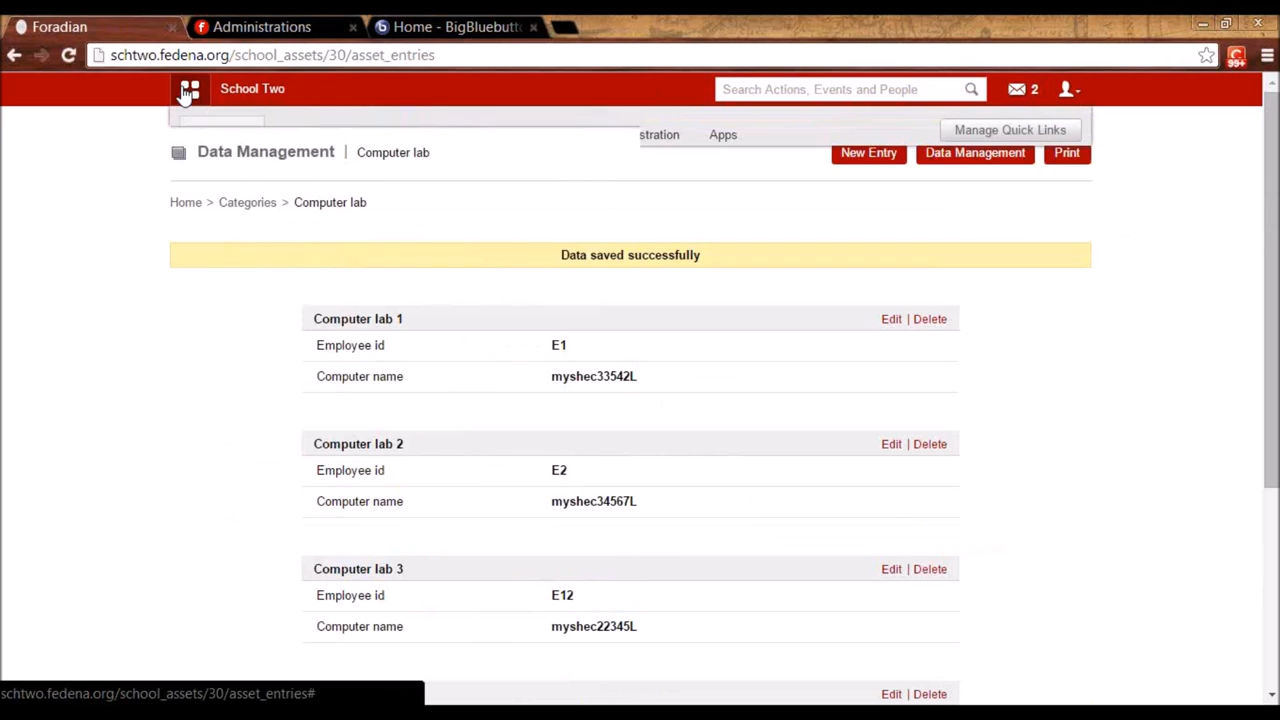 Foradian
Administrations
Home - BigBluebutt
schtwo.fedena.org/school_assets/30/asset_entries
99+
School Two
Search Actions, Events and People
2
stration
Apps
Manage Quick Links
Data Management | Computer lab
New Entry
Data Management
Print
Home > Categories > Computer lab
Data saved successfully
Computer lab 1
Edit | Delete
Employee id
E1
Computer name
myshec33542L
Computer lab 2
Edit | Delete
Employee id
E2
Computer name
myshec34567L
Computer lab 3
Edit | Delete
Employee id
E12
Computer name
myshec22345L
schtwo.fedena.org/school_assets/30/asset_entries#
Edit | Delete